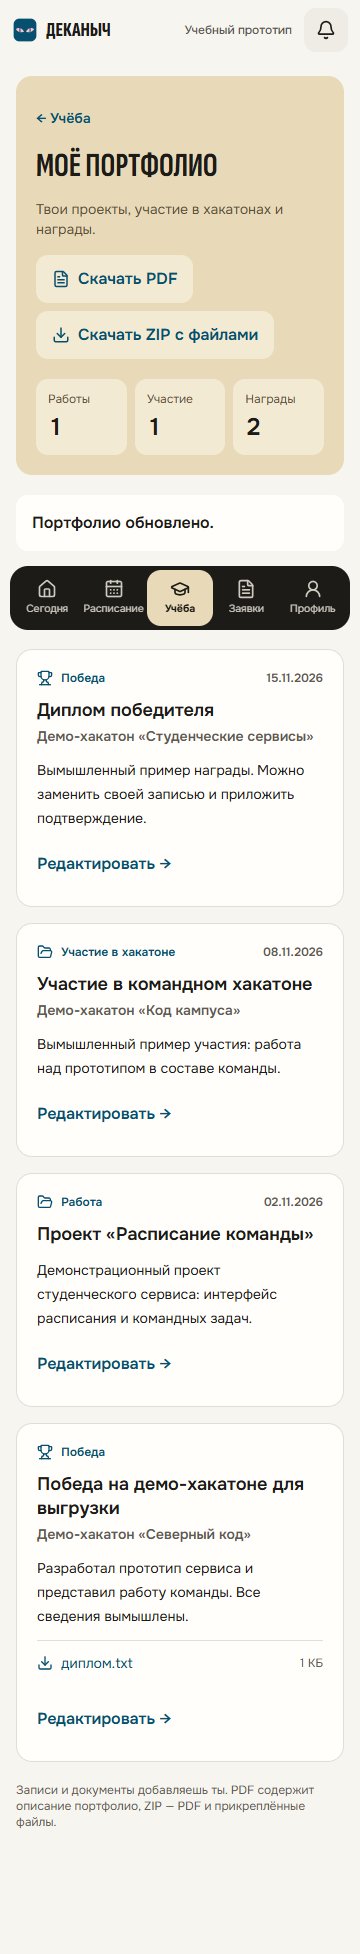 ДЕКАНЫЧ
Учебный прототип
← Учёба
МОЁ ПОРТФОЛИО
Твои проекты, участие в хакатонах и
награды.
Скачать PDF
Скачать ZIP с файлами
Работы
1
Участие
1
Награды
2
Портфолио обновлено.
Сегодня
Расписание
Учёба
Заявки
Профиль
Победа
15.11.2026
Диплом победителя
Демо-хакатон «Студенческие сервисы»
Вымышленный пример награды. Можно
заменить своей записью и приложить
подтверждение.
Редактировать →
Участие в хакатоне
08.11.2026
Участие в командном хакатоне
Демо-хакатон «Код кампуса»
Вымышленный пример участия: работа
над прототипом в составе команды.
Редактировать →
Работа
02.11.2026
Проект «Расписание команды»
Демонстрационный проект
студенческого сервиса: интерфейс
расписания и командных задач.
Редактировать →
Победа
Победа на демо-хакатоне для
выгрузки
Демо-хакатон «Северный код»
Разработал прототип сервиса и
представил работу команды. Все
сведения вымышлены.
диплом.txt
1 КБ
Редактировать →
Записи и документы добавляешь ты. PDF содержит
описание портфолио, ZIP — PDF и прикреплённые
файлы.